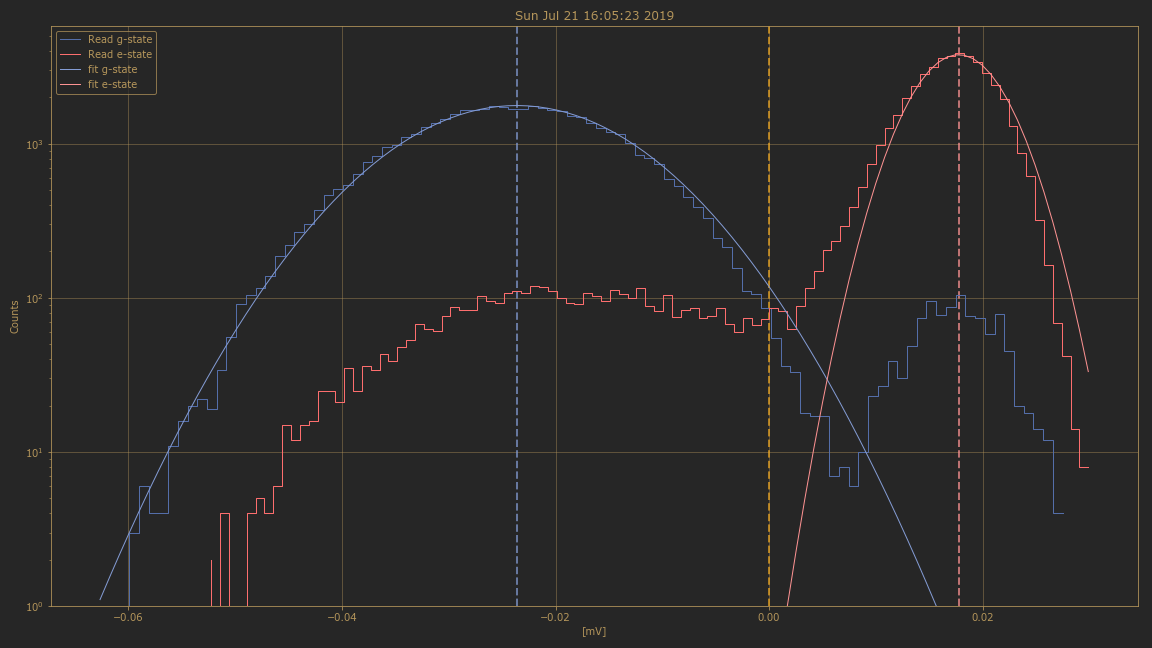 Sun Jul 21 16:05:23 2019
Read g-state
Read e-state
fit g-state
fit e-state
10³
10²
10¹
10⁰
Counts
−0.06 −0.04 −0.02 0.00 0.02
[mV]